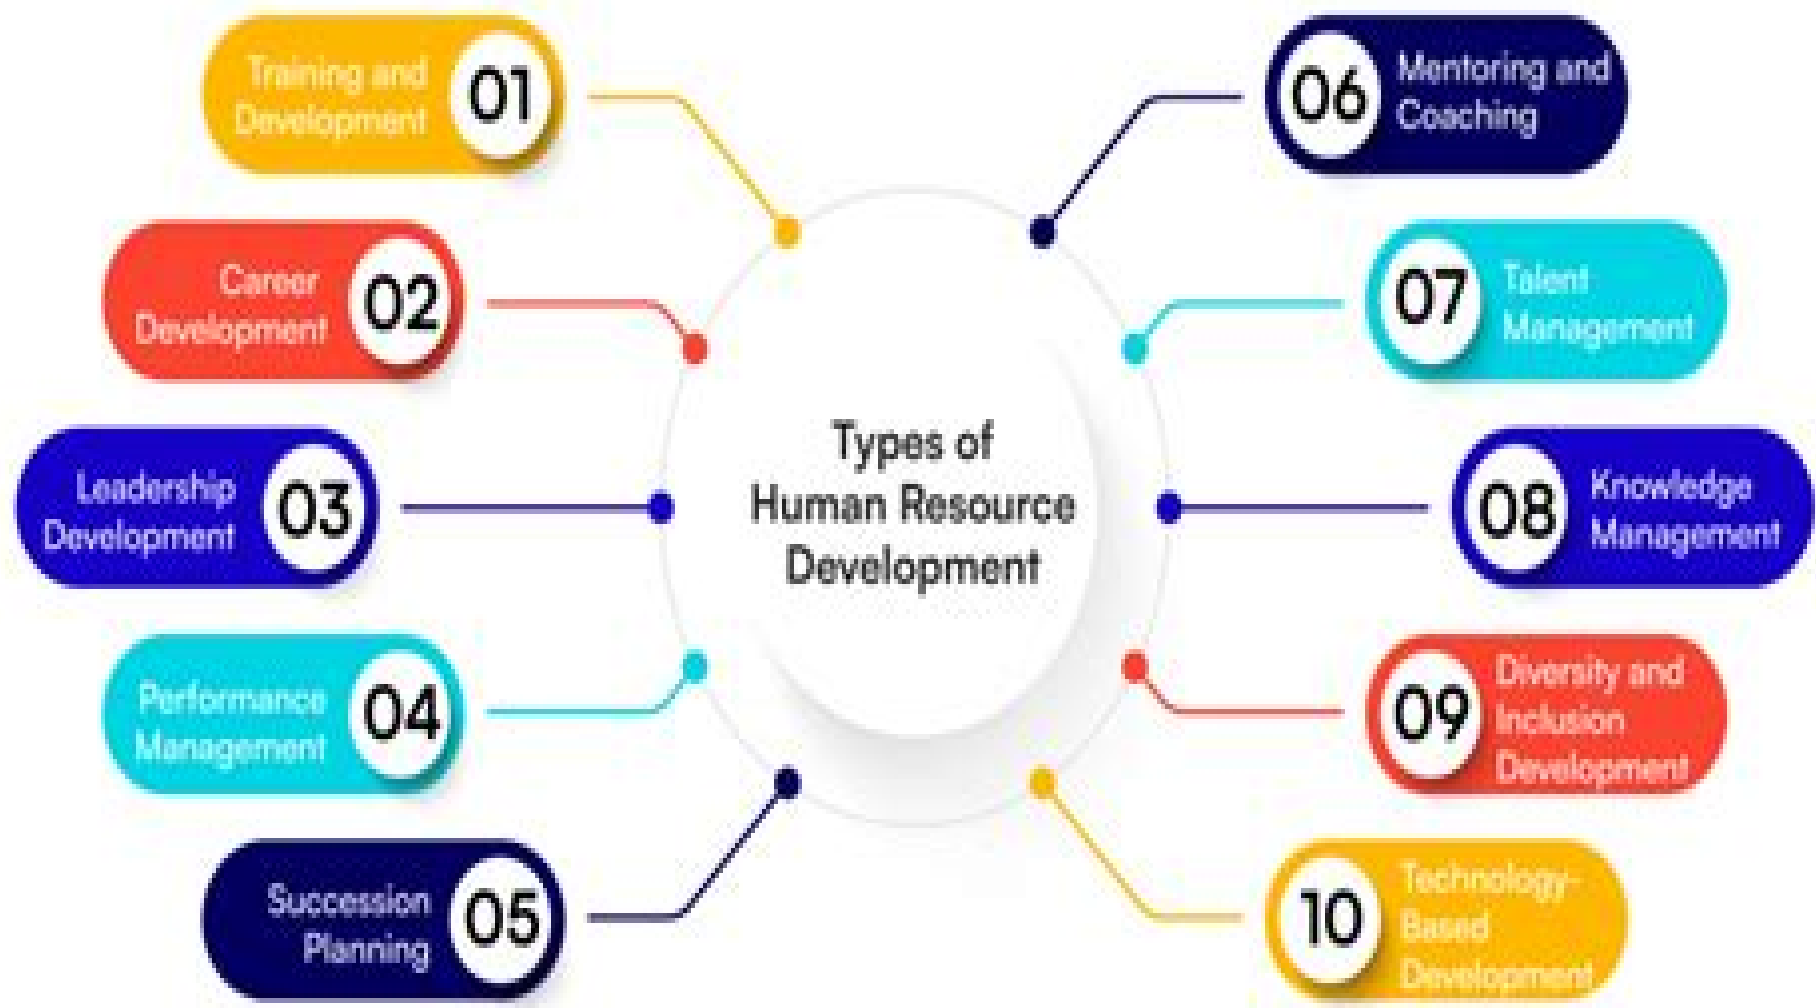 Types of
Human Resource
Development
01
Training and
Development
02
Career
Development
03
Leadership
Development
04
Performance
Management
05
Succession
Planning
06
Mentoring and
Coaching
07
Talent
Management
08
Knowledge
Management
09
Diversity and
Inclusion
Development
10
Technology-
Based
Development